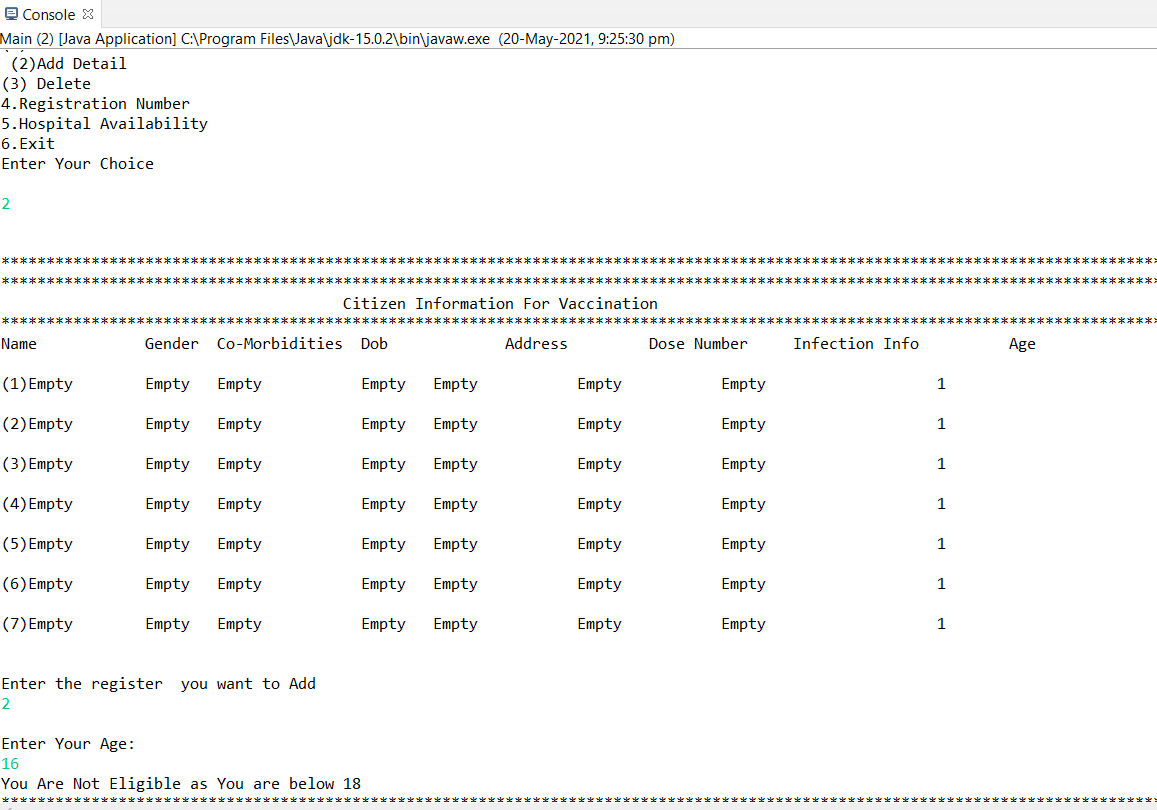 Console
Main (2) [Java Application] C:\Program Files\Java\jdk-15.0.2\bin\javaw.exe (20-May-2021, 9:25:30 pm)
(2)Add Detail
(3) Delete
4.Registration Number
5.Hospital Availability
6.Exit
Enter Your Choice
2
*********************************************************************************************************************************
*********************************************************************************************************************************
Citizen Information For Vaccination
*********************************************************************************************************************************
Name Gender Co-Morbidities Dob Address Dose Number Infection Info Age
(1)Empty Empty Empty Empty Empty Empty Empty 1
(2)Empty Empty Empty Empty Empty Empty Empty 1
(3)Empty Empty Empty Empty Empty Empty Empty 1
(4)Empty Empty Empty Empty Empty Empty Empty 1
(5)Empty Empty Empty Empty Empty Empty Empty 1
(6)Empty Empty Empty Empty Empty Empty Empty 1
(7)Empty Empty Empty Empty Empty Empty Empty 1
Enter the register  you want to Add
2
Enter Your Age:
16
You Are Not Eligible as You are below 18
*********************************************************************************************************************************